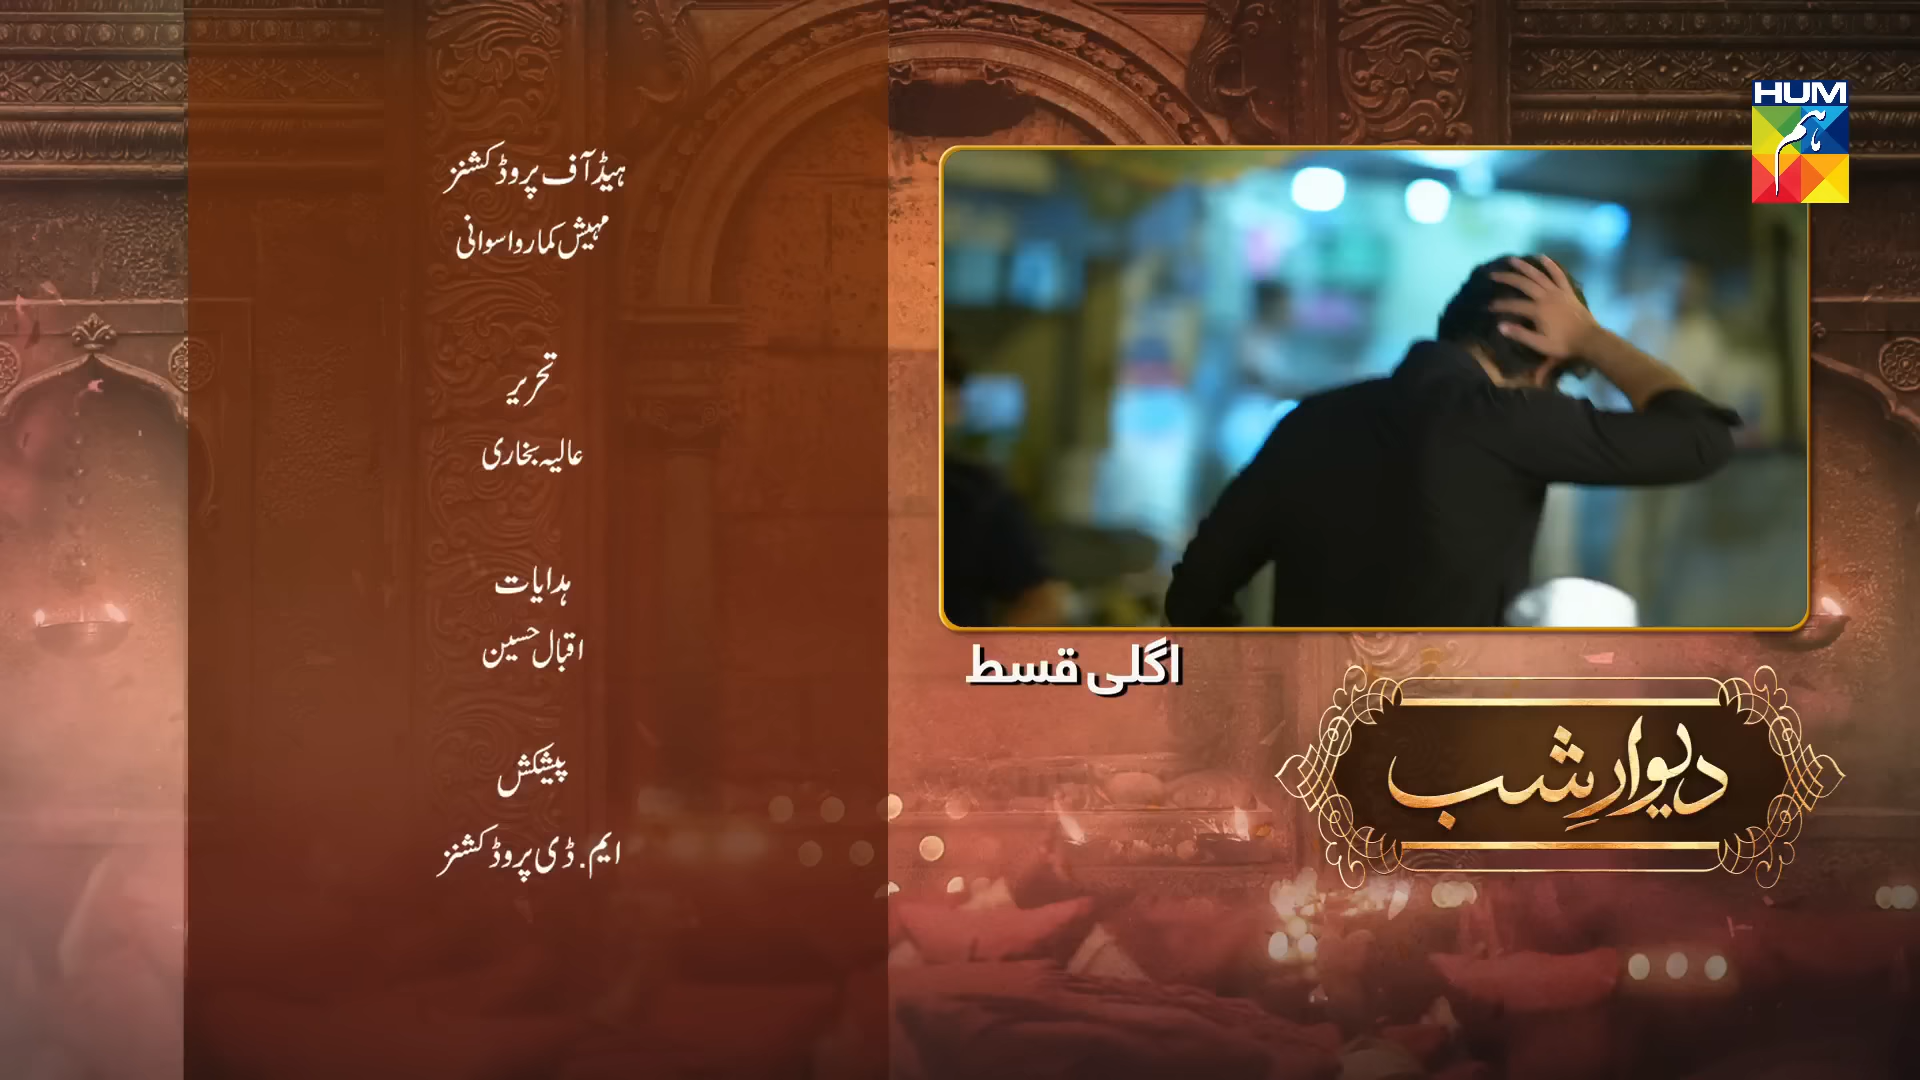 ہیڈ آف پروڈکشنز
مہیش کمار واسوانی
تحریر
عالیہ بخاری
ہدایات
اقبال حسین
پیشکش
ایم. ڈی پروڈکشنز
HUM
ہم
اگلی قسط
دیوارِ شب